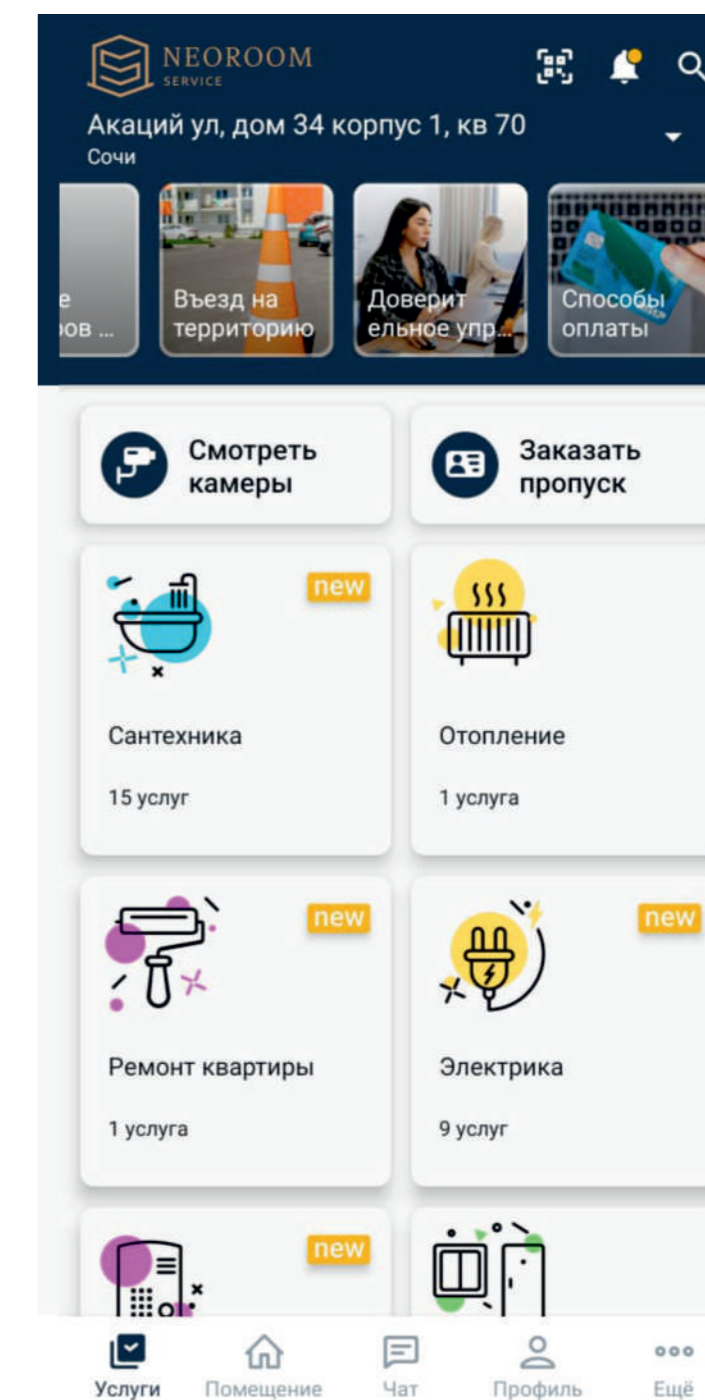 NEOROOM
SERVICE
Акаций ул, дом 34 корпус 1, кв 70
Сочи
е
ров ...
Въезд на
территорию
Доверит
ельное упр...
Способы
оплаты
Смотреть
камеры
Заказать
пропуск
new
Сантехника
15 услуг
Отопление
1 услуга
new
Ремонт квартиры
1 услуга
new
Электрика
9 услуг
new
Услуги
Помещение
Чат
Профиль
Ещё